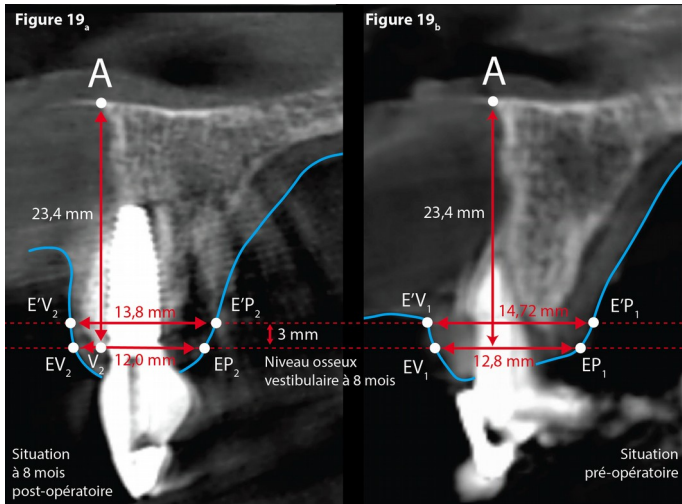 Figure 19a
A
23,4 mm
E'V2
13,8 mm
E'P2
3 mm
EV2
V2
12,0 mm
EP2
Niveau osseux
vestibulaire à 8 mois
Situation
à 8 mois
post-opératoire
Figure 19b
A
23,4 mm
E'V1
14,72 mm
E'P1
EV1
12,8 mm
EP1
Situation
pré-opératoire